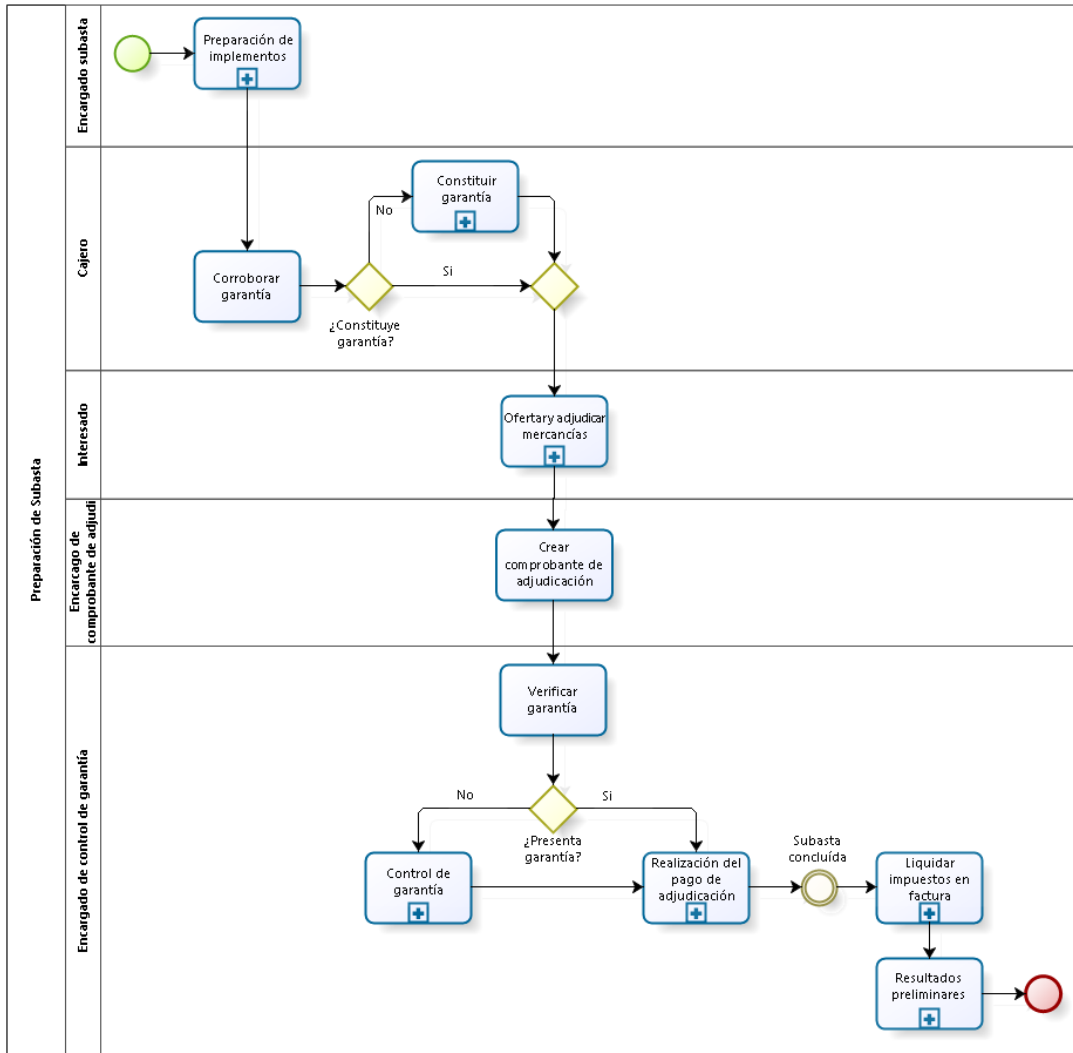 Preparación de Subasta
Encargado subasta
Preparación de
implementos
Cajero
Constituir
garantía
No
Corroborar
garantía
Si
¿Constituye
garantía?
Interesado
Ofertary adjudicar
mercancías
Encarcago de
comprobante de adjudi
Crear
comprobante de
adjudicación
Encargado de control de garantía
Verificar
garantía
No
Si
¿Presenta
garantía?
Control de
garantía
Realización del
pago de
adjudicación
Subasta
concluída
Liquidar
impuestos en
factura
Resultados
preliminares